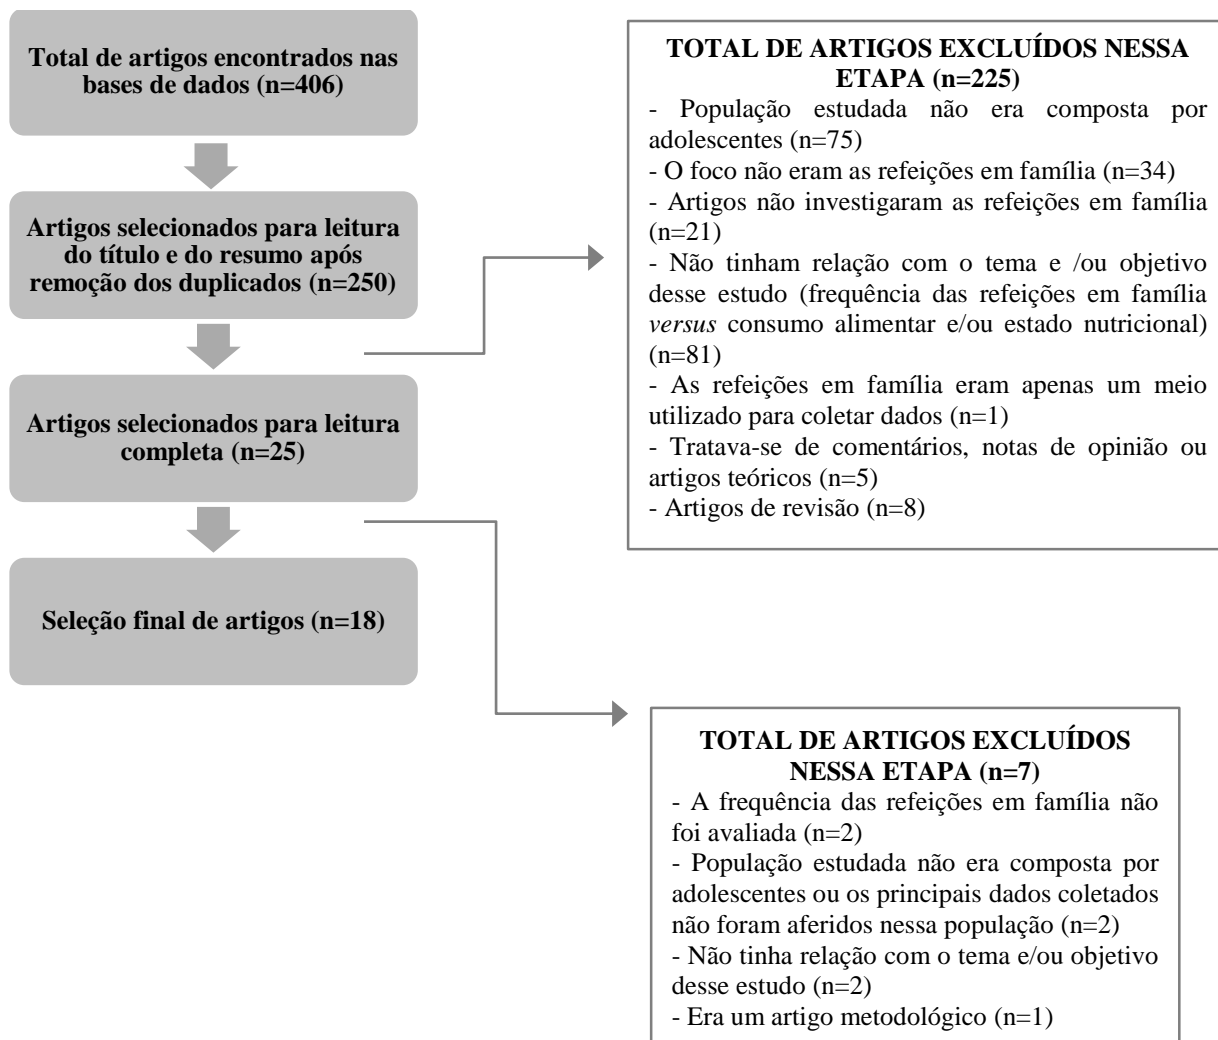 Total de artigos encontrados nas
bases de dados (n=406)
Artigos selecionados para leitura
do título e do resumo após
remoção dos duplicados (n=250)
Artigos selecionados para leitura
completa (n=25)
Seleção final de artigos (n=18)
TOTAL DE ARTIGOS EXCLUÍDOS NESSA
ETAPA (n=225)
- População estudada não era composta por
adolescentes (n=75)
- O foco não eram as refeições em família (n=34)
- Artigos não investigaram as refeições em família
(n=21)
- Não tinham relação com o tema e /ou objetivo
desse estudo (frequência das refeições em família
versus consumo alimentar e/ou estado nutricional)
(n=81)
- As refeições em família eram apenas um meio
utilizado para coletar dados (n=1)
- Tratava-se de comentários, notas de opinião ou
artigos teóricos (n=5)
- Artigos de revisão (n=8)
TOTAL DE ARTIGOS EXCLUÍDOS
NESSA ETAPA (n=7)
- A frequência das refeições em família não
foi avaliada (n=2)
- População estudada não era composta por
adolescentes ou os principais dados coletados
não foram aferidos nessa população (n=2)
- Não tinha relação com o tema e/ou objetivo
desse estudo (n=2)
- Era um artigo metodológico (n=1)